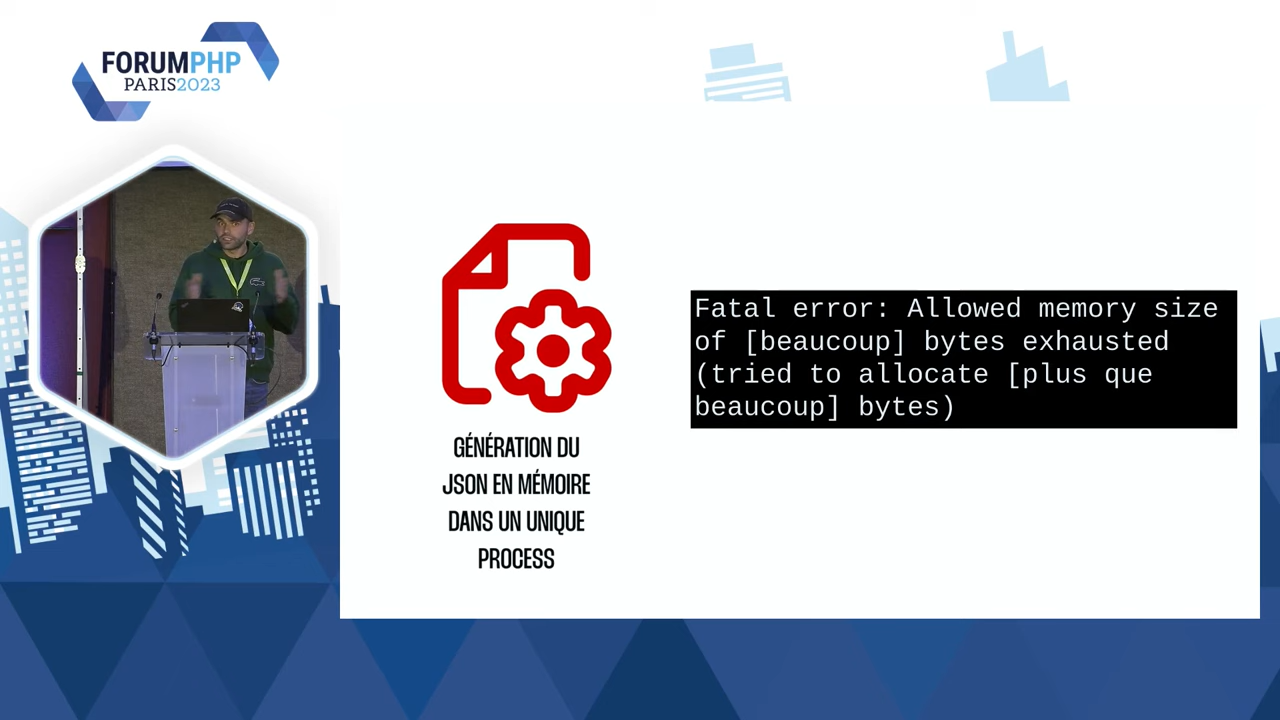 FORUMPHP
PARIS2023
Fatal error: Allowed memory size
of [beaucoup] bytes exhausted
(tried to allocate [plus que
beaucoup] bytes)
GÉNÉRATION DU
JSON EN MÉMOIRE
DANS UN UNIQUE
PROCESS